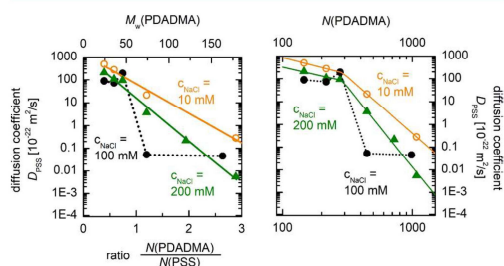 M_w(PDADMA)
N(PDADMA)
0 50 100 150
100 1000
1000
100
10
1
0.1
0.01
1E-3
1E-4
diffusion coefficient
D_PSS [10^-22 m²/s]
c_NaCl =
10 mM
c_NaCl =
100 mM
c_NaCl =
200 mM
0 1 2 3
ratio N(PDADMA)
N(PSS)
c_NaCl =
10 mM
c_NaCl =
200 mM
c_NaCl =
100 mM
100 1000
1000
100
10
1
0.1
0.01
1E-3
1E-4
diffusion coefficient
D_PSS [10^-22 m²/s]